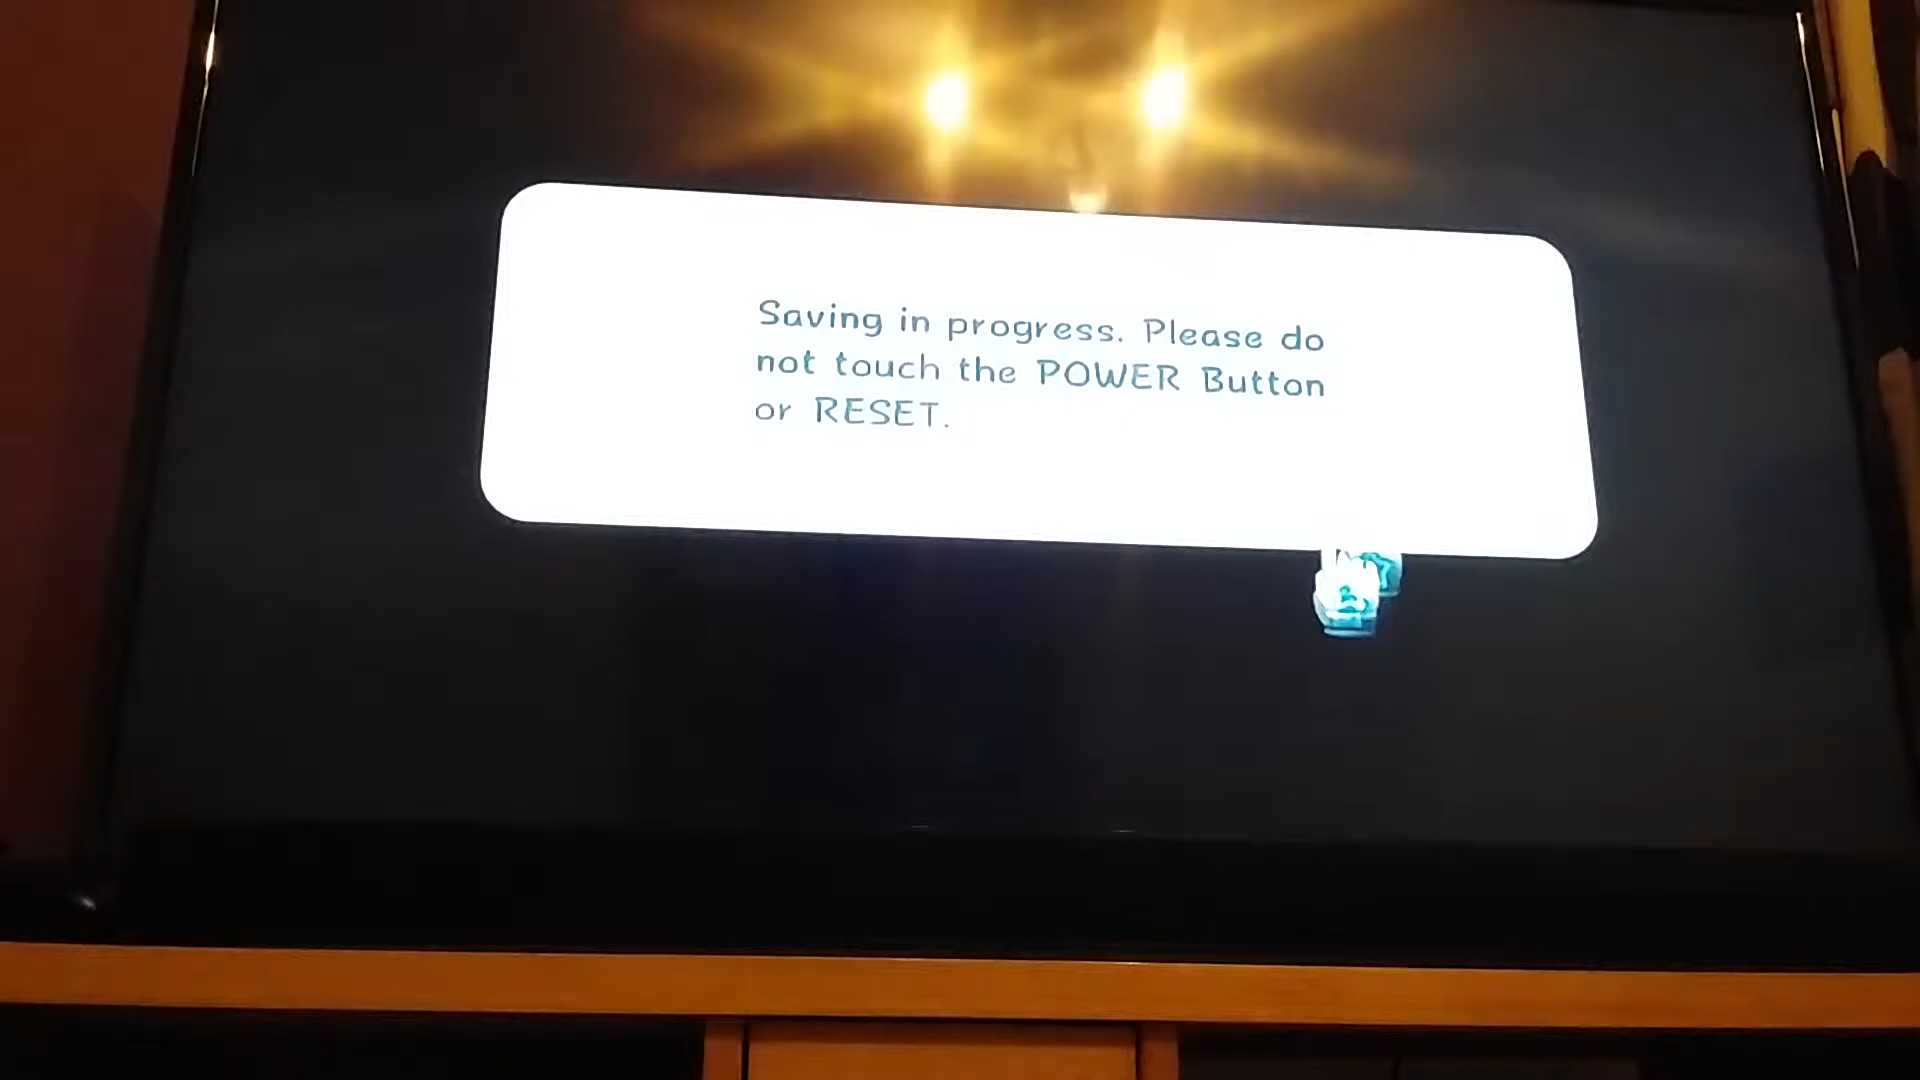 Saving in progress. Please do
not touch the POWER Button
or RESET.